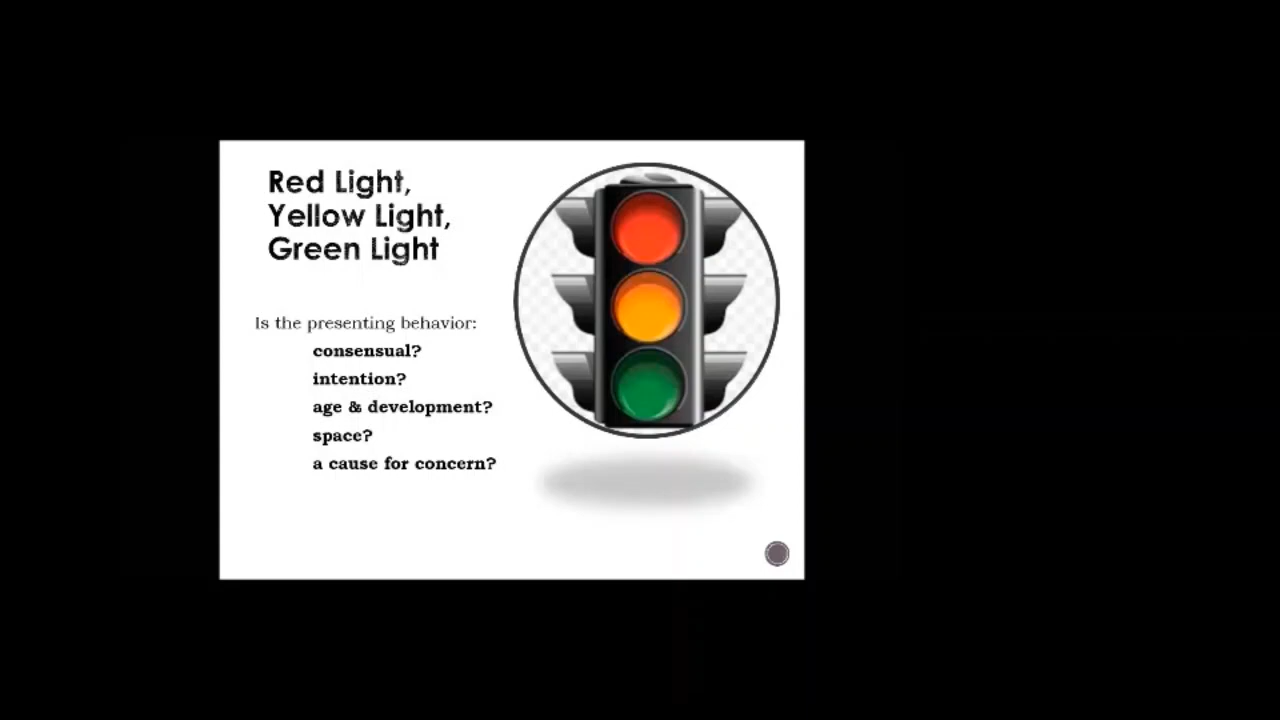 Red Light,
Yellow Light,
Green Light
Is the presenting behavior:
consensual?
intention?
age & development?
space?
a cause for concern?